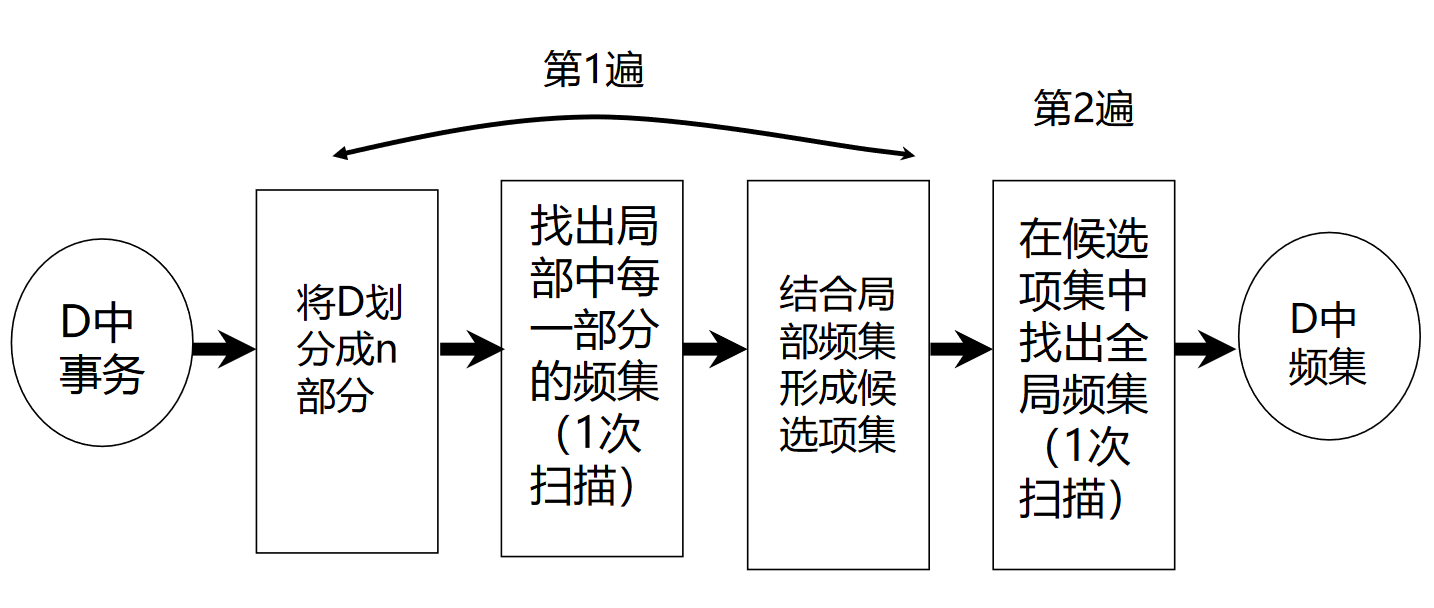 第1遍
第2遍
D中
事务
将D划
分成n
部分
找出局
部中每
一部分
的频集
（1次
扫描）
结合局
部频集
形成候
选项集
在候选
项集中
找出全
局频集
（1次
扫描）
D中
频集